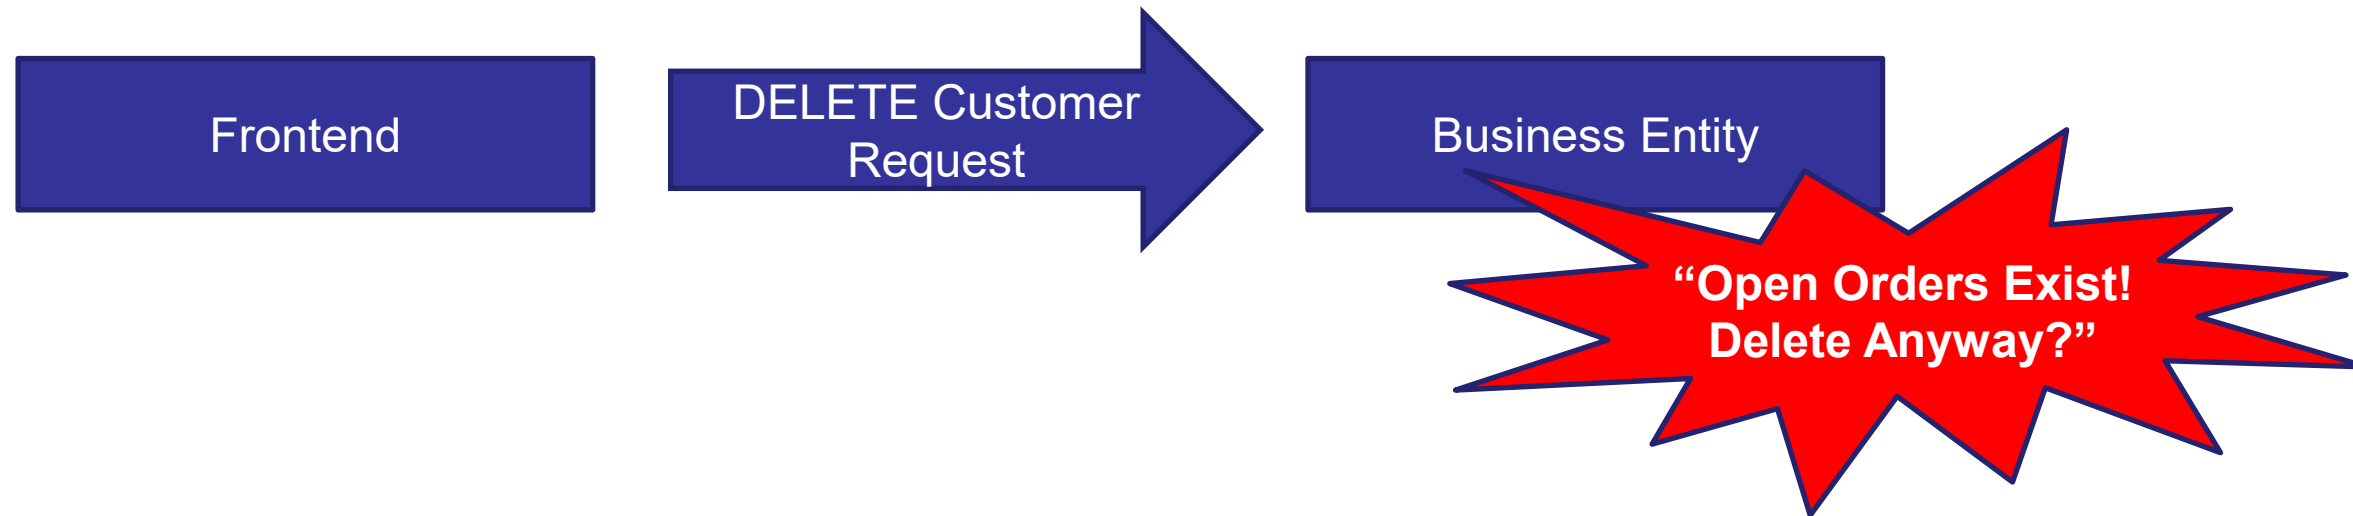 Frontend
DELETE Customer
Request
Business Entity
“Open Orders Exist!
Delete Anyway?”